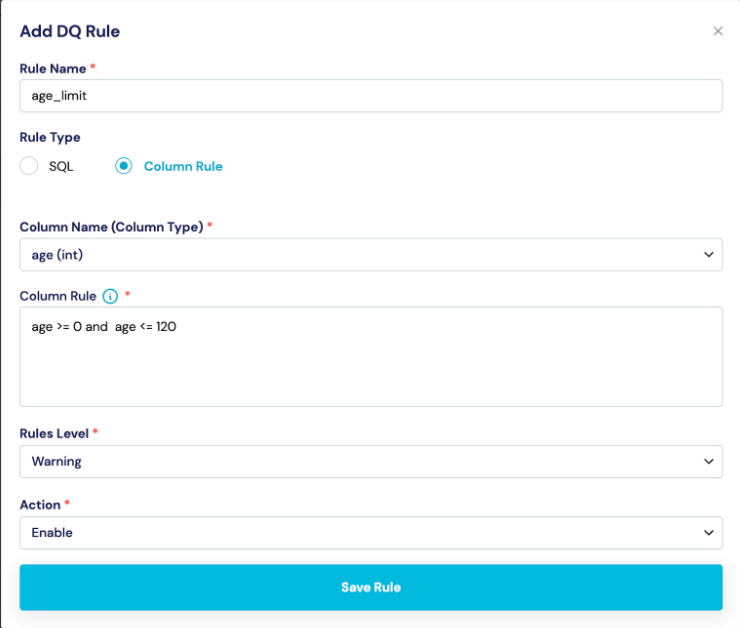 Add DQ Rule
Rule Name *
age_limit
Rule Type
SQL Column Rule
Column Name (Column Type) *
age (int)
Column Rule i *
age >= 0 and  age <= 120
Rules Level *
Warning
Action *
Enable
Save Rule